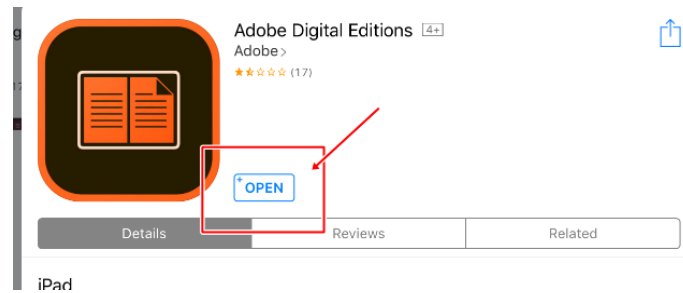 Adobe Digital Editions 4+
Adobe>
(17)
+OPEN
Details Reviews Related
iPad